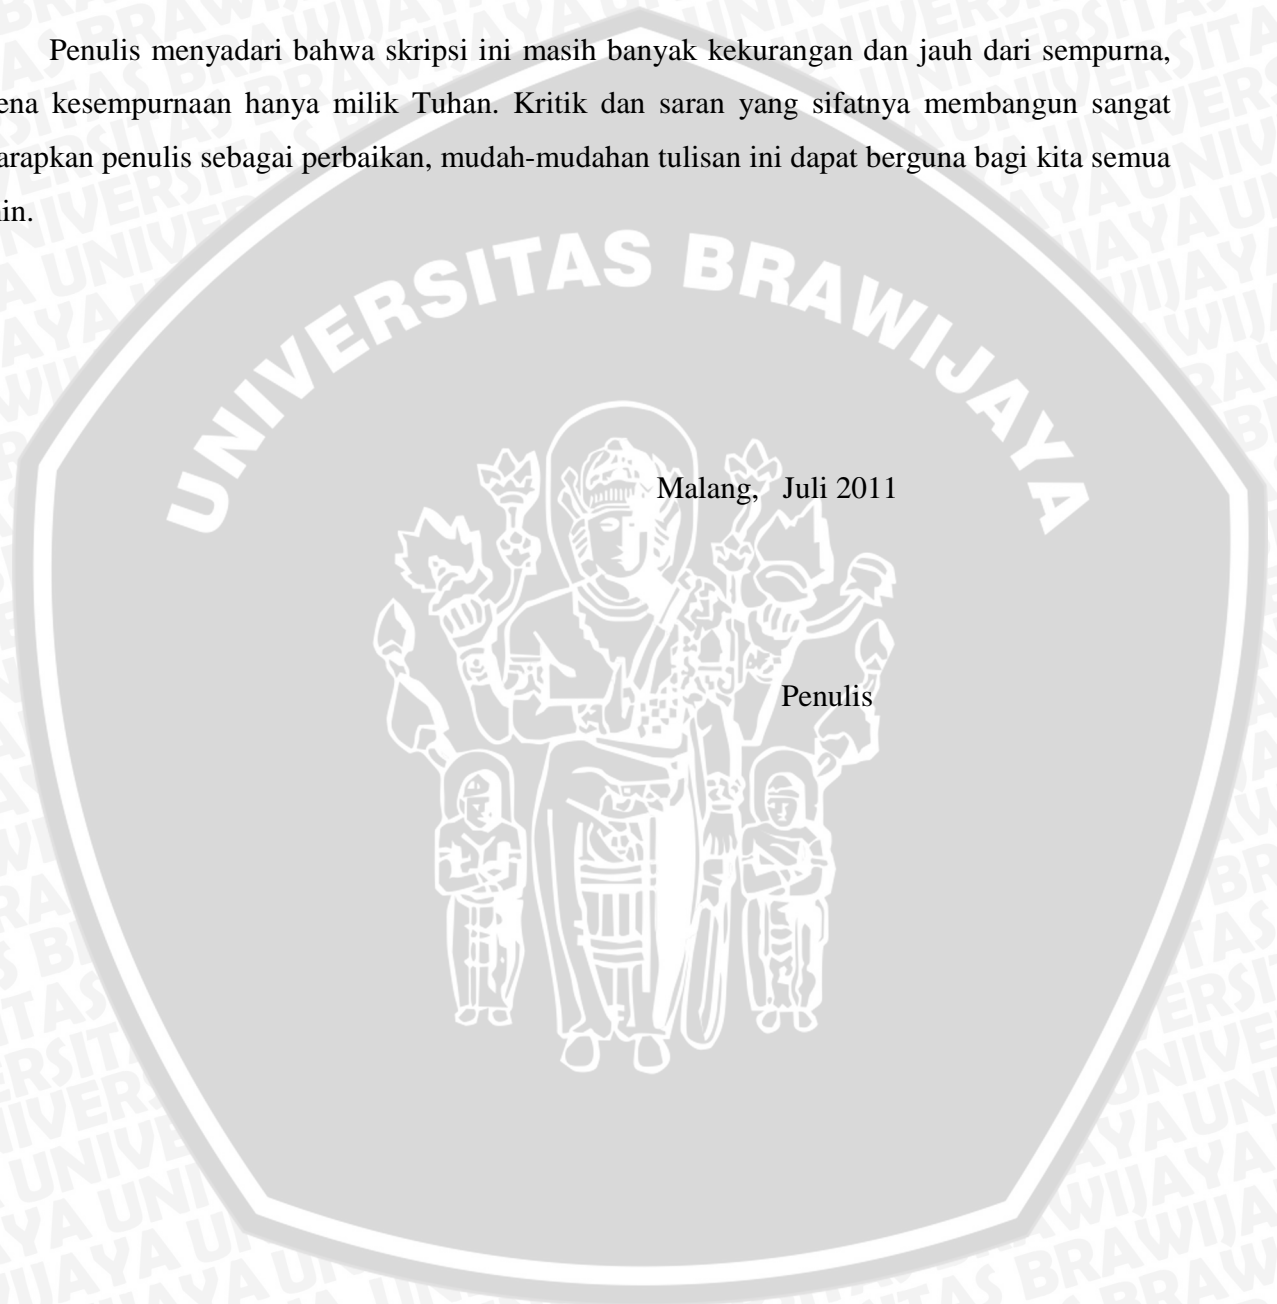 Penulis menyadari bahwa skripsi ini masih banyak kekurangan dan jauh dari sempurna,
ena kesempurnaan hanya milik Tuhan. Kritik dan saran yang sifatnya membangun sangat
arapkan penulis sebagai perbaikan, mudah-mudahan tulisan ini dapat berguna bagi kita semua
in.
UNIVERSITAS BRAWIJAYA
Malang, Juli 2011
Penulis